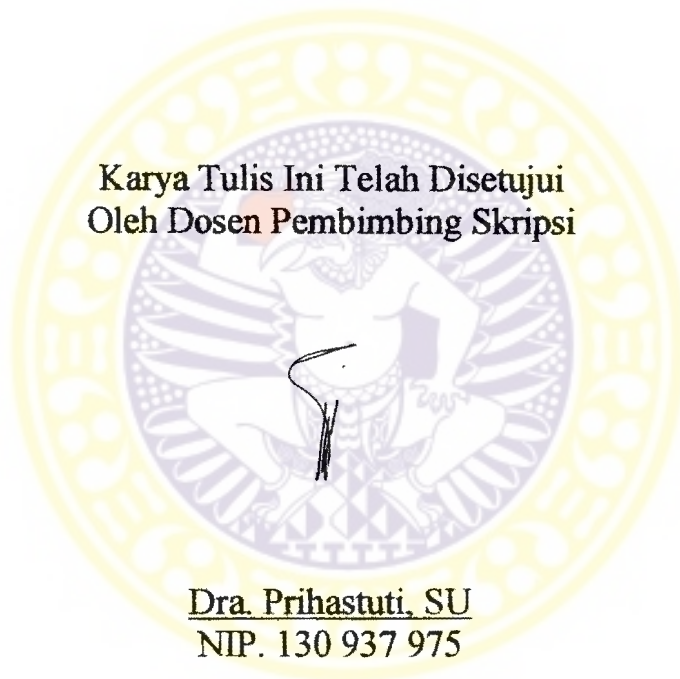 Karya Tulis Ini Telah Disetujui
Oleh Dosen Pembimbing Skripsi
Dra. Prihastuti, SU
NIP. 130 937 975